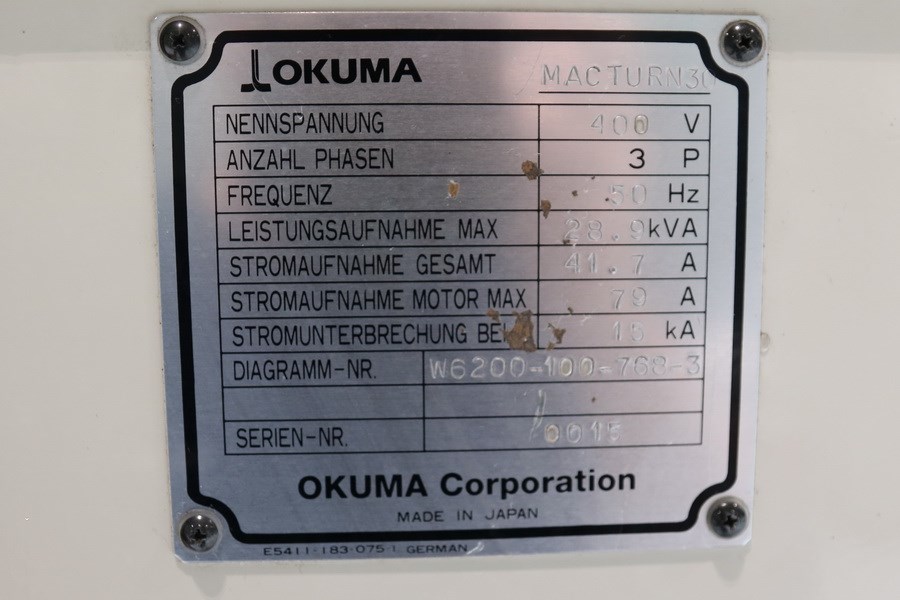 OKUMA MACTURN30
NENNSPANNUNG 400 V
ANZAHL PHASEN 3 P
FREQUENZ 50 Hz
LEISTUNGSAUFNAHME MAX 28.9 kVA
STROMAUFNAHME GESAMT 41.7 A
STROMAUFNAHME MOTOR MAX 79 A
STROMUNTERBRECHUNG BEI 15 kA
DIAGRAMM-NR. W6200-100-768-3
SERIEN-NR. 0015
OKUMA Corporation
MADE IN JAPAN
E5411-183-075-1 GERMAN